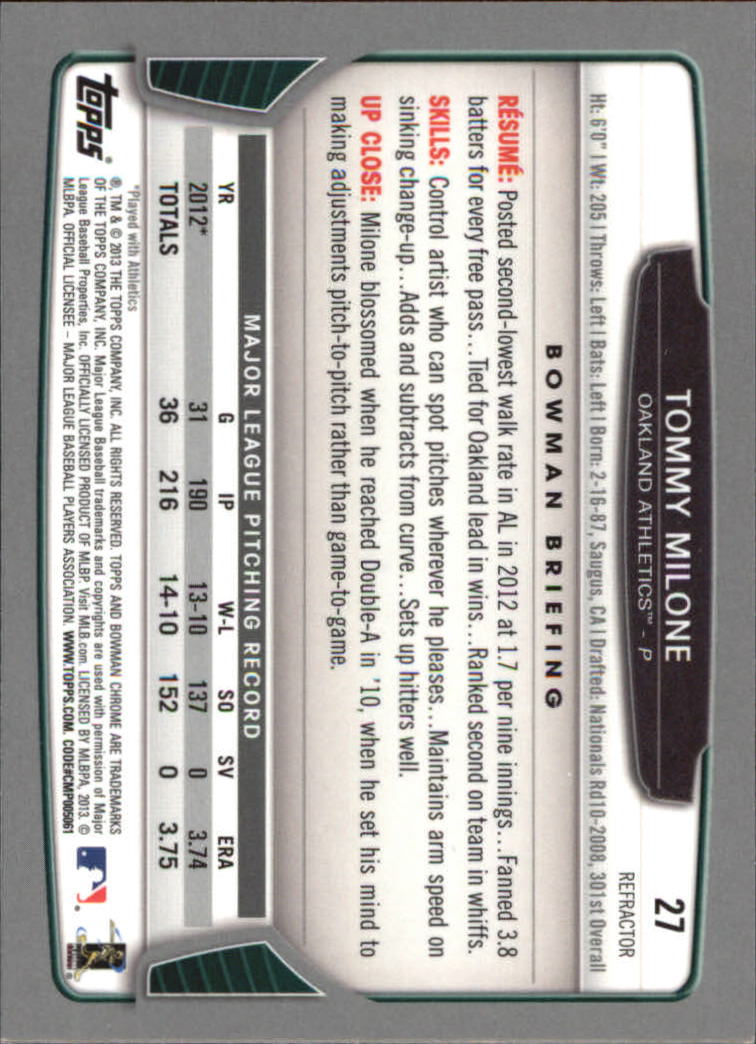 27
REFRACTOR
TOMMY MILONE
OAKLAND ATHLETICS™ - P
Ht: 6'0" | Wt: 205 | Throws: Left | Bats: Left | Born: 2-16-87, Saugus, CA | Drafted: Nationals Rd10-2008, 301st Overall
BOWMAN BRIEFING
RÉSUMÉ: Posted second-lowest walk rate in AL in 2012 at 1.7 per nine innings...Fanned 3.8
batters for every free pass...Tied for Oakland lead in wins...Ranked second on team in whiffs.
SKILLS: Control artist who can spot pitches wherever he pleases...Maintains arm speed on
sinking change-up...Adds and subtracts from curve...Sets up hitters well.
UP CLOSE: Milone blossomed when he reached Double-A in '10, when he set his mind to
making adjustments pitch-to-pitch rather than game-to-game.
MAJOR LEAGUE PITCHING RECORD
YR G IP W-L SO SV ERA
2012* 31 190 13-10 137 0 3.74
TOTALS 36 216 14-10 152 0 3.75
*Played with Athletics
topps®
®, TM & © 2013 THE TOPPS COMPANY, INC. ALL RIGHTS RESERVED. TOPPS AND BOWMAN CHROME ARE TRADEMARKS
OF THE TOPPS COMPANY, INC. Major League Baseball trademarks and copyrights are used with permission of Major
League Baseball Properties, Inc. OFFICIALLY LICENSED PRODUCT OF MLBP. Visit MLB.com. LICENSED BY MLBPA, 2013. ©
MLBPA. OFFICIAL LICENSEE – MAJOR LEAGUE BASEBALL PLAYERS ASSOCIATION. WWW.TOPPS.COM. CODE#CMP005061